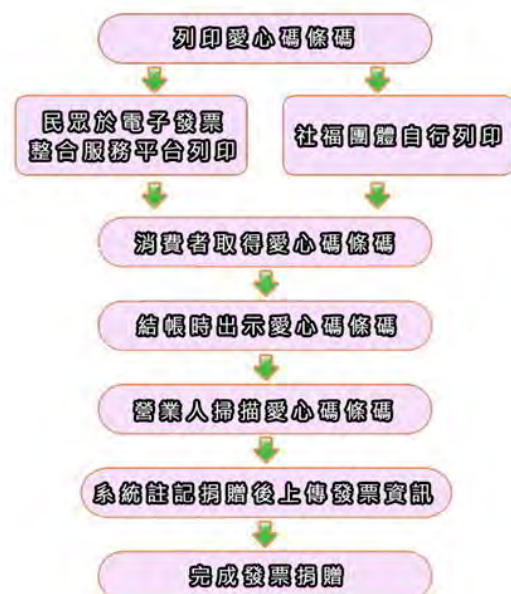 列印愛心碼條碼
民眾於電子發票
整合服務平台列印
社福團體自行列印
消費者取得愛心碼條碼
結帳時出示愛心碼條碼
營業人掃描愛心碼條碼
系統註記捐贈後上傳發票資訊
完成發票捐贈